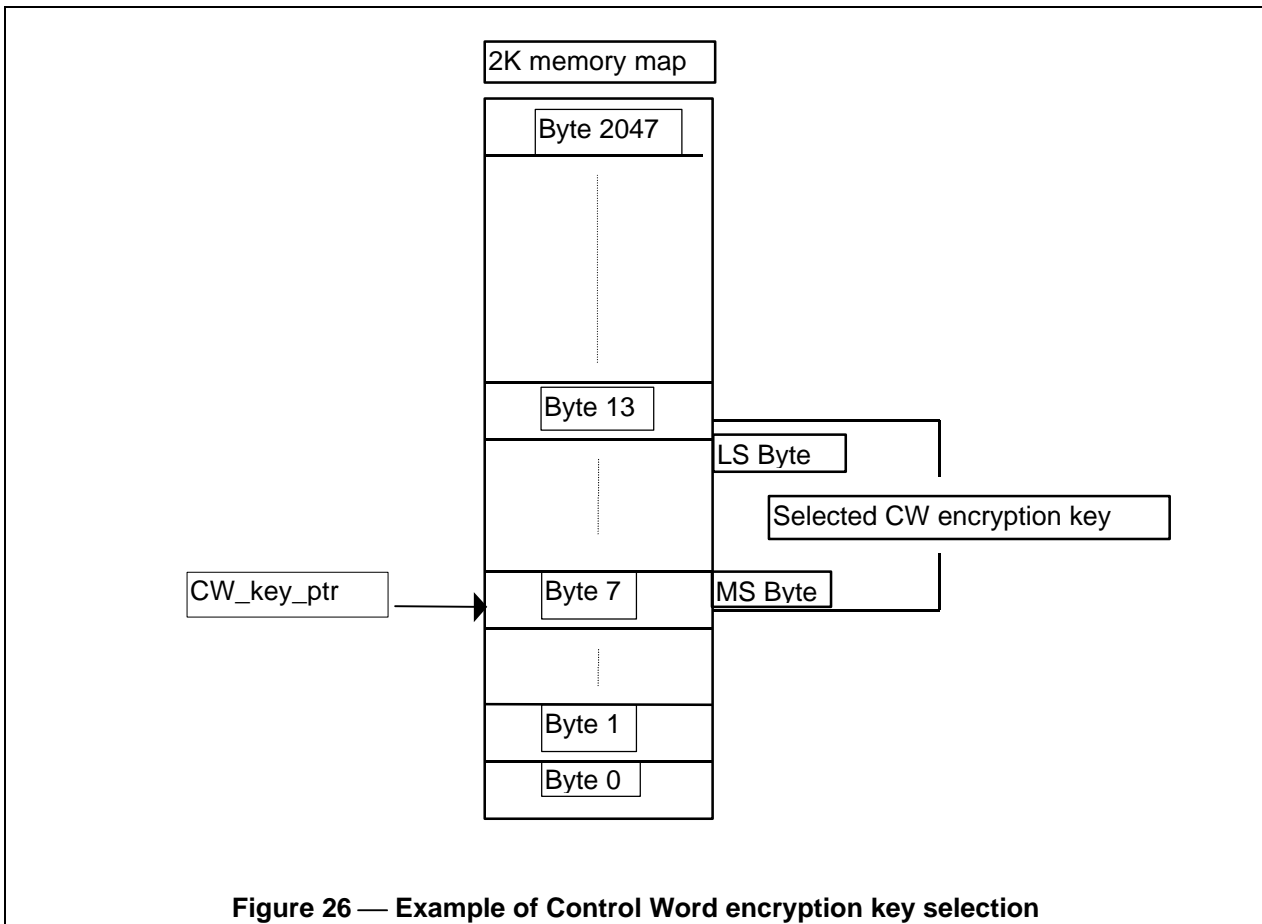 2K memory map
Byte 2047
Byte 13
LS Byte
Selected CW encryption key
CW_key_ptr
Byte 7
MS Byte
Byte 1
Byte 0
Figure 26 — Example of Control Word encryption key selection